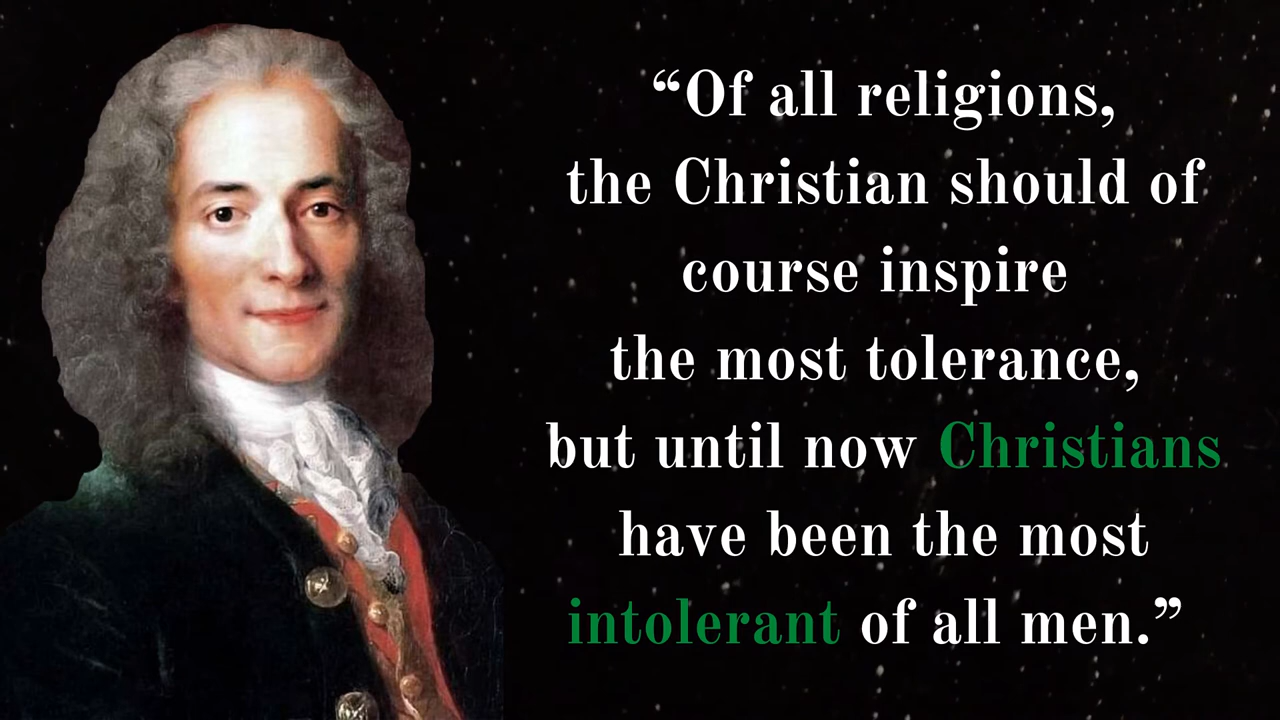 “Of all religions,
the Christian should of
course inspire
the most tolerance,
but until now Christians
have been the most
intolerant of all men.”